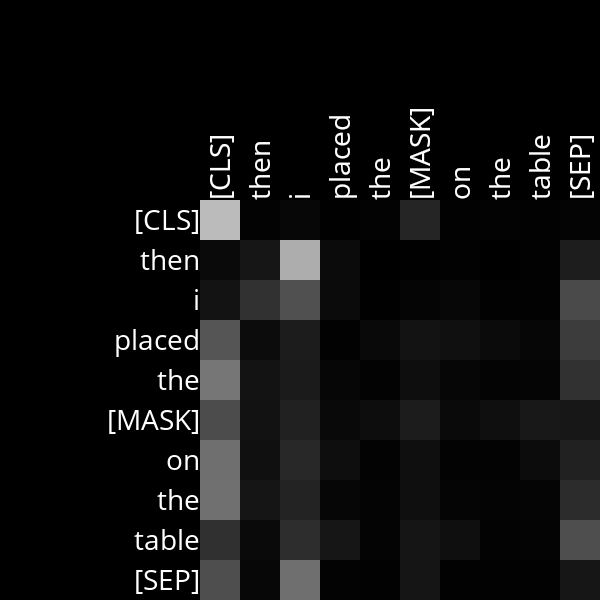 [CLS] then i placed the [MASK] on the table [SEP]
[CLS]
then
i
placed
the
[MASK]
on
the
table
[SEP]